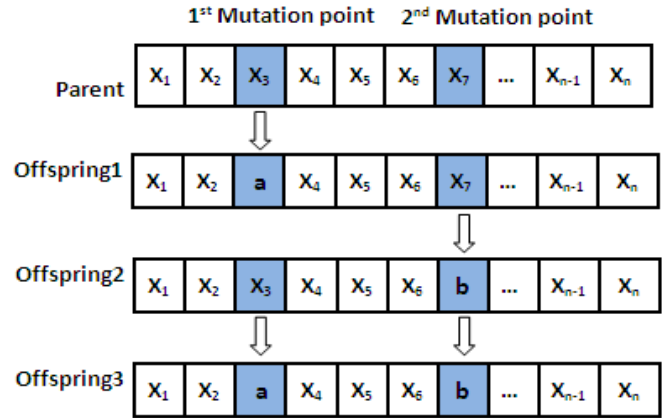 1st Mutation point 2nd Mutation point
Parent X1 X2 X3 X4 X5 X6 X7 ... Xn-1 Xn
Offspring1 X1 X2 a X4 X5 X6 X7 ... Xn-1 Xn
Offspring2 X1 X2 X3 X4 X5 X6 b ... Xn-1 Xn
Offspring3 X1 X2 a X4 X5 X6 b ... Xn-1 Xn